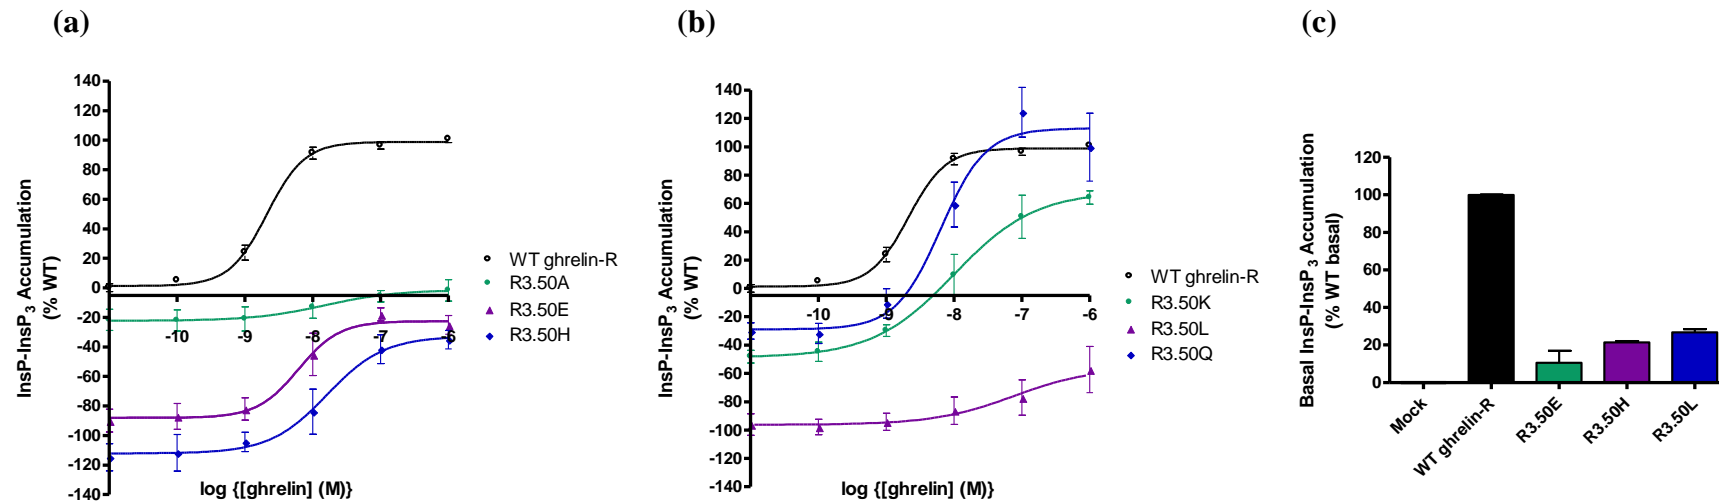 (a)
InsP-InsP3 Accumulation
(% WT)
140
120
100
80
60
40
20
0
-20
-40
-60
-80
-100
-120
-140
-10
-9
-8
-7
-6
log {[ghrelin] (M)}
WT ghrelin-R
R3.50A
R3.50E
R3.50H
(b)
InsP-InsP3 Accumulation
(% WT)
140
120
100
80
60
40
20
0
-20
-40
-60
-80
-100
-120
-140
-10
-9
-8
-7
-6
log {[ghrelin] (M)}
WT ghrelin-R
R3.50K
R3.50L
R3.50Q
(c)
Basal InsP-InsP3 Accumulation
(% WT basal)
120
100
80
60
40
20
0
Mock
WT ghrelin-R
R3.50E
R3.50H
R3.50L